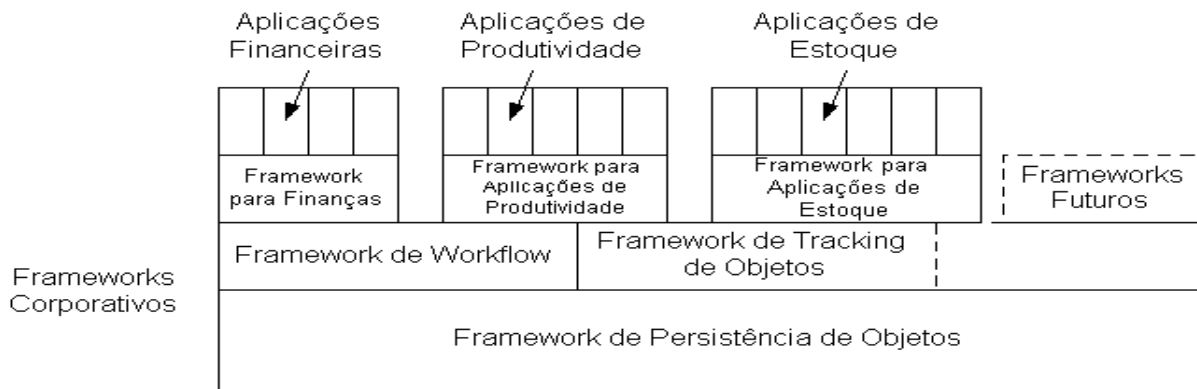 Aplicações
Financeiras
Aplicações de
Produtividade
Aplicações de
Estoque
Framework
para Finanças
Framework para
Aplicações de
Produtividade
Framework para
Aplicações de
Estoque
Frameworks
Futuros
Framework de Workflow
Framework de Tracking
de Objetos
Frameworks
Corporativos
Framework de Persistência de Objetos